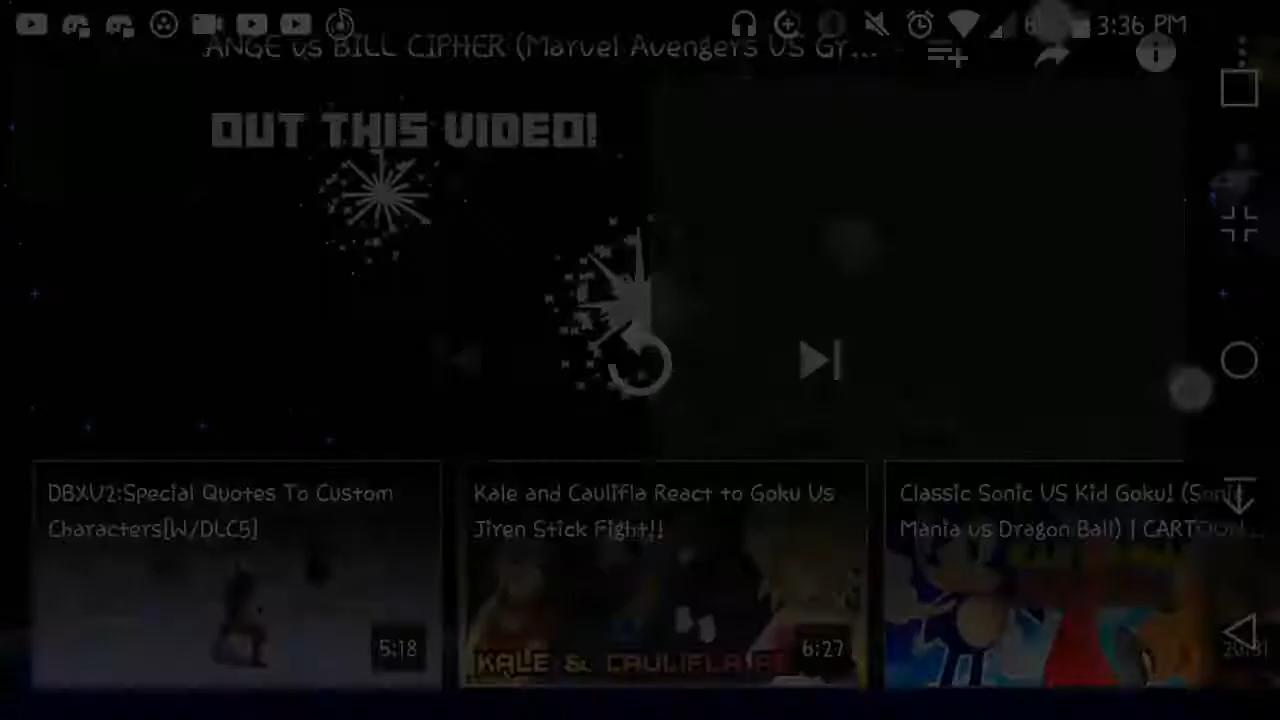 3:36 PM
ANGE vs BILL CIPHER (Marvel Avengers VS Gr...
OUT THIS VIDEO!
DBXV2:Special Quotes To Custom
Characters[W/DLC5]
Kale and Caulifla React to Goku Vs
Jiren Stick Fight!!
Classic Sonic VS Kid Goku! (Sonic
Mania vs Dragon Ball) | CARTOON...
5:18
6:27
KALE & CAULIFLA